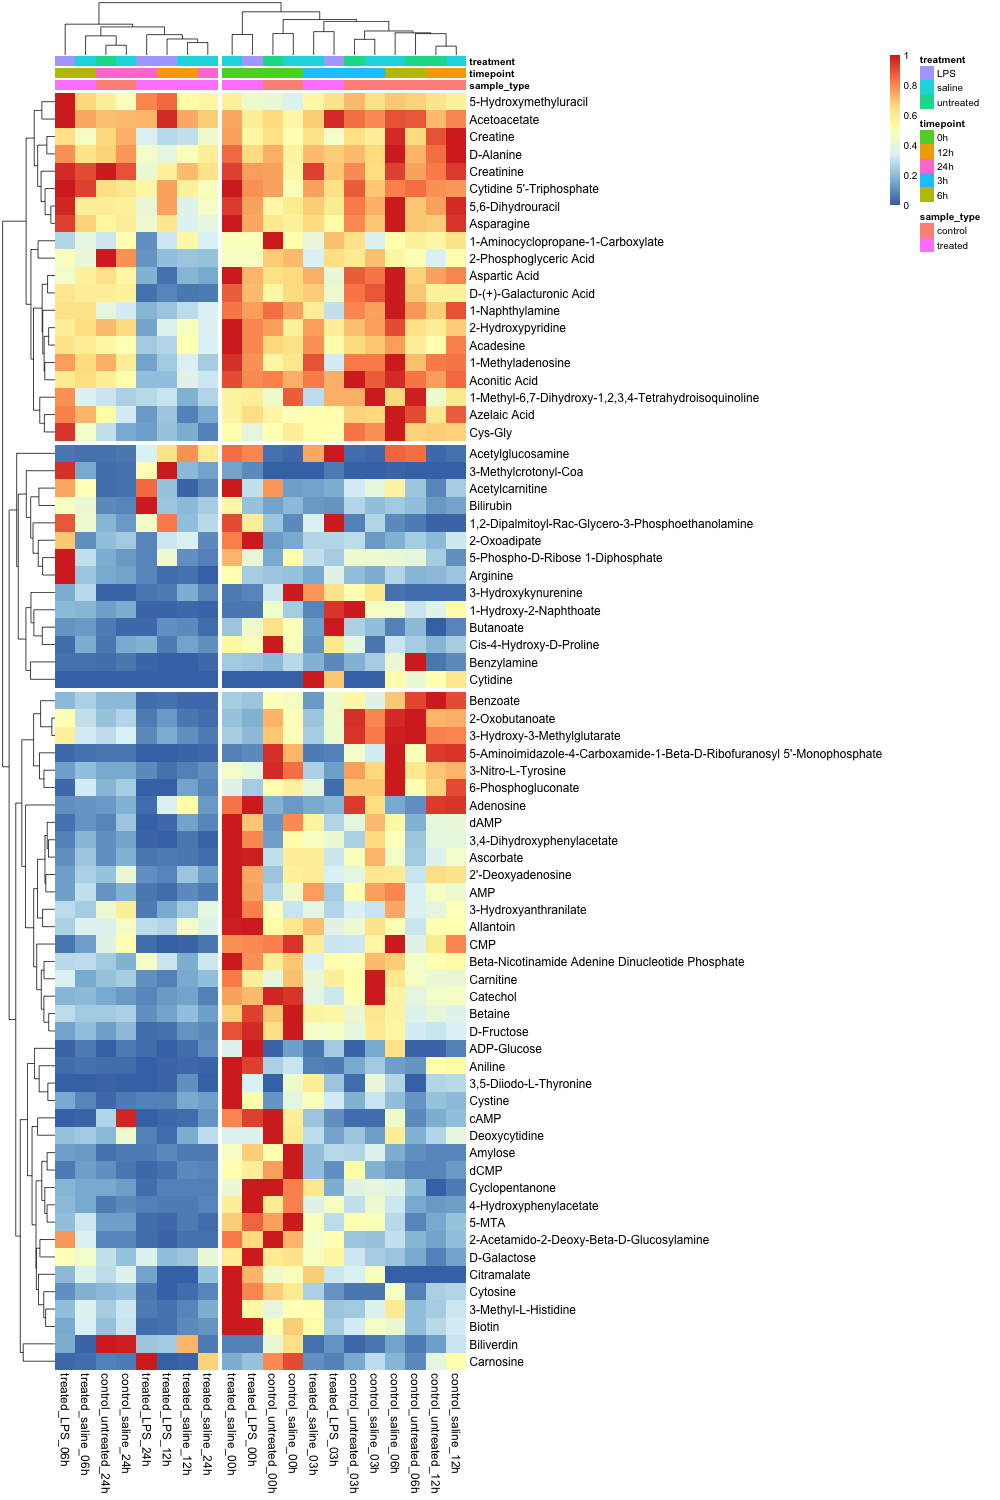 treatment
timepoint
sample_type
5-Hydroxymethyluracil
Acetoacetate
Creatine
D-Alanine
Creatinine
Cytidine 5'-Triphosphate
5,6-Dihydrouracil
Asparagine
1-Aminocyclopropane-1-Carboxylate
2-Phosphoglyceric Acid
Aspartic Acid
D-(+)-Galacturonic Acid
1-Naphthylamine
2-Hydroxypyridine
Acadesine
1-Methyladenosine
Aconitic Acid
1-Methyl-6,7-Dihydroxy-1,2,3,4-Tetrahydroisoquinoline
Azelaic Acid
Cys-Gly
Acetylglucosamine
3-Methylcrotonyl-Coa
Acetylcarnitine
Bilirubin
1,2-Dipalmitoyl-Rac-Glycero-3-Phosphoethanolamine
2-Oxoadipate
5-Phospho-D-Ribose 1-Diphosphate
Arginine
3-Hydroxykynurenine
1-Hydroxy-2-Naphthoate
Butanoate
Cis-4-Hydroxy-D-Proline
Benzylamine
Cytidine
Benzoate
2-Oxobutanoate
3-Hydroxy-3-Methylglutarate
5-Aminoimidazole-4-Carboxamide-1-Beta-D-Ribofuranosyl 5'-Monophosphate
3-Nitro-L-Tyrosine
6-Phosphogluconate
Adenosine
dAMP
3,4-Dihydroxyphenylacetate
Ascorbate
2'-Deoxyadenosine
AMP
3-Hydroxyanthranilate
Allantoin
CMP
Beta-Nicotinamide Adenine Dinucleotide Phosphate
Carnitine
Catechol
Betaine
D-Fructose
ADP-Glucose
Aniline
3,5-Diiodo-L-Thyronine
Cystine
cAMP
Deoxycytidine
Amylose
dCMP
Cyclopentanone
4-Hydroxyphenylacetate
5-MTA
2-Acetamido-2-Deoxy-Beta-D-Glucosylamine
D-Galactose
Citramalate
Cytosine
3-Methyl-L-Histidine
Biotin
Biliverdin
Carnosine
treated_LPS_06h
treated_saline_06h
control_untreated_24h
control_saline_24h
treated_LPS_24h
treated_LPS_12h
treated_saline_12h
treated_saline_24h
treated_saline_00h
treated_LPS_00h
control_untreated_00h
control_saline_00h
treated_saline_03h
treated_LPS_03h
control_untreated_03h
control_saline_03h
control_saline_06h
control_untreated_06h
control_untreated_12h
control_saline_12h
1
0.8
0.6
0.4
0.2
0
treatment
LPS
saline
untreated
timepoint
0h
12h
24h
3h
6h
sample_type
control
treated